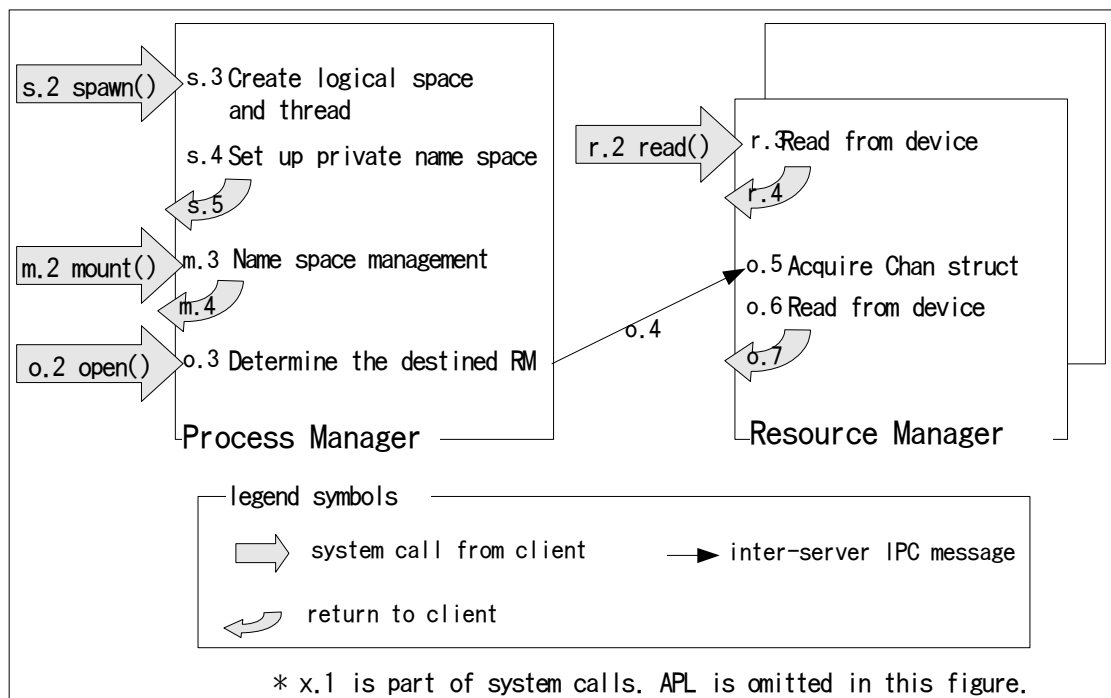 s.2 spawn()
s.3 Create logical space
and thread
s.4 Set up private name space
s.5
m.2 mount()
m.3 Name space management
m.4
o.2 open()
o.3 Determine the destined RM
o.4
Process Manager
r.2 read()
r.3 Read from device
r.4
o.5 Acquire Chan struct
o.6 Read from device
o.7
Resource Manager
legend symbols
system call from client
inter-server IPC message
return to client
* x.1 is part of system calls. APL is omitted in this figure.